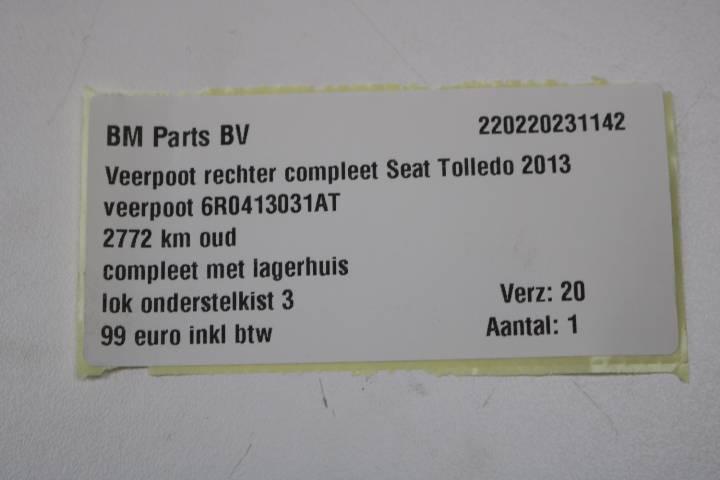 BM Parts BV 220220231142
Veerpoot rechter compleet Seat Tolledo 2013
veerpoot 6R0413031AT
2772 km oud
compleet met lagerhuis
lok onderstelkist 3 Verz: 20
99 euro inkl btw Aantal: 1